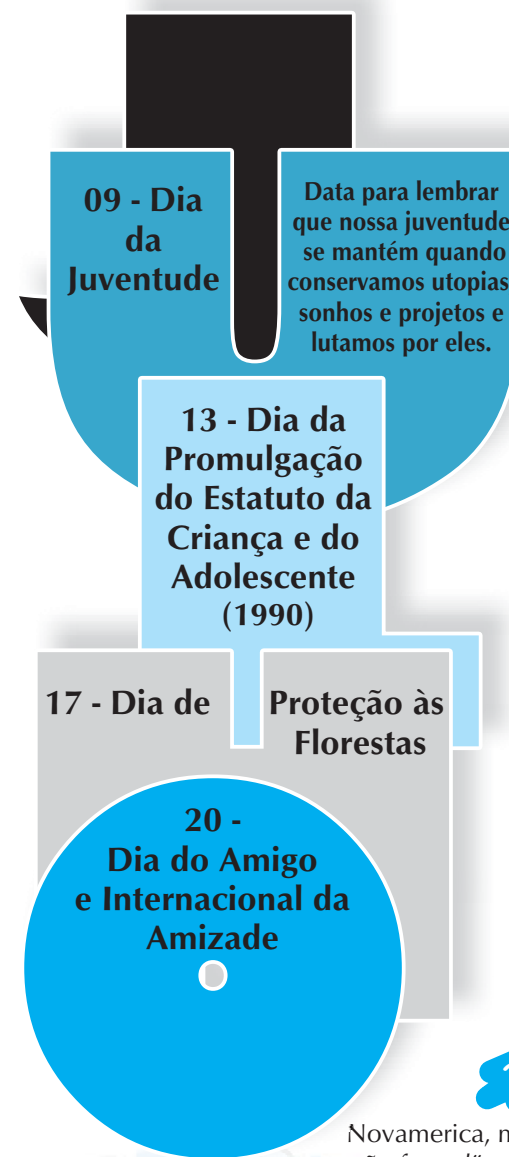 09 - Dia
da
Juventude
Data para lembrar
que nossa juventude
se mantém quando
conservamos utopias
sonhos e projetos e
lutamos por eles.
13 - Dia da
Promulgação
do Estatuto da
Criança e do
Adolescente
(1990)
17 - Dia de
Proteção às
Florestas
20 -
Dia do Amigo
e Internacional da
Amizade
Novamerica,